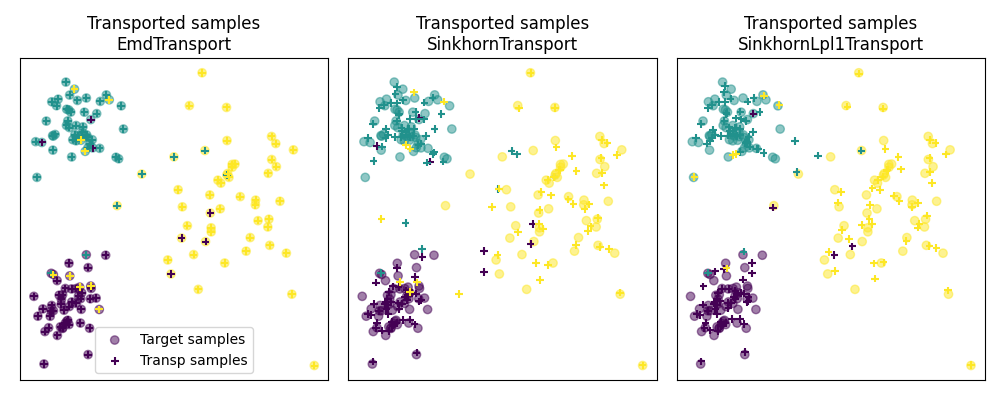 Transported samples
EmdTransport
Transported samples
SinkhornTransport
Transported samples
SinkhornLpl1Transport
Target samples
Transp samples